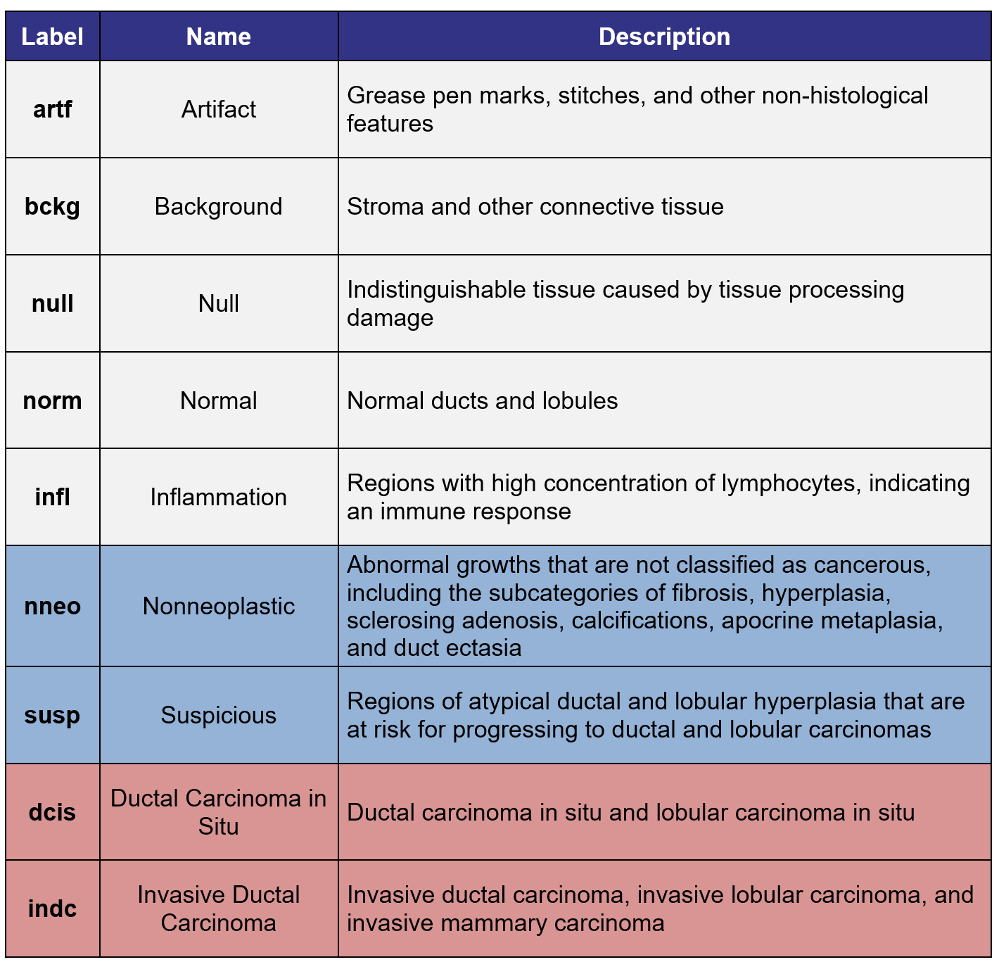 Label Name Description
artf Artifact Grease pen marks, stitches, and other non-histological
features
bckg Background Stroma and other connective tissue
null Null Indistinguishable tissue caused by tissue processing
damage
norm Normal Normal ducts and lobules
infl Inflammation Regions with high concentration of lymphocytes, indicating
an immune response
nneo Nonneoplastic Abnormal growths that are not classified as cancerous,
including the subcategories of fibrosis, hyperplasia,
sclerosing adenosis, calcifications, apocrine metaplasia,
and duct ectasia
susp Suspicious Regions of atypical ductal and lobular hyperplasia that are
at risk for progressing to ductal and lobular carcinomas
dcis Ductal Carcinoma in
Situ Ductal carcinoma in situ and lobular carcinoma in situ
indc Invasive Ductal
Carcinoma Invasive ductal carcinoma, invasive lobular carcinoma, and
invasive mammary carcinoma